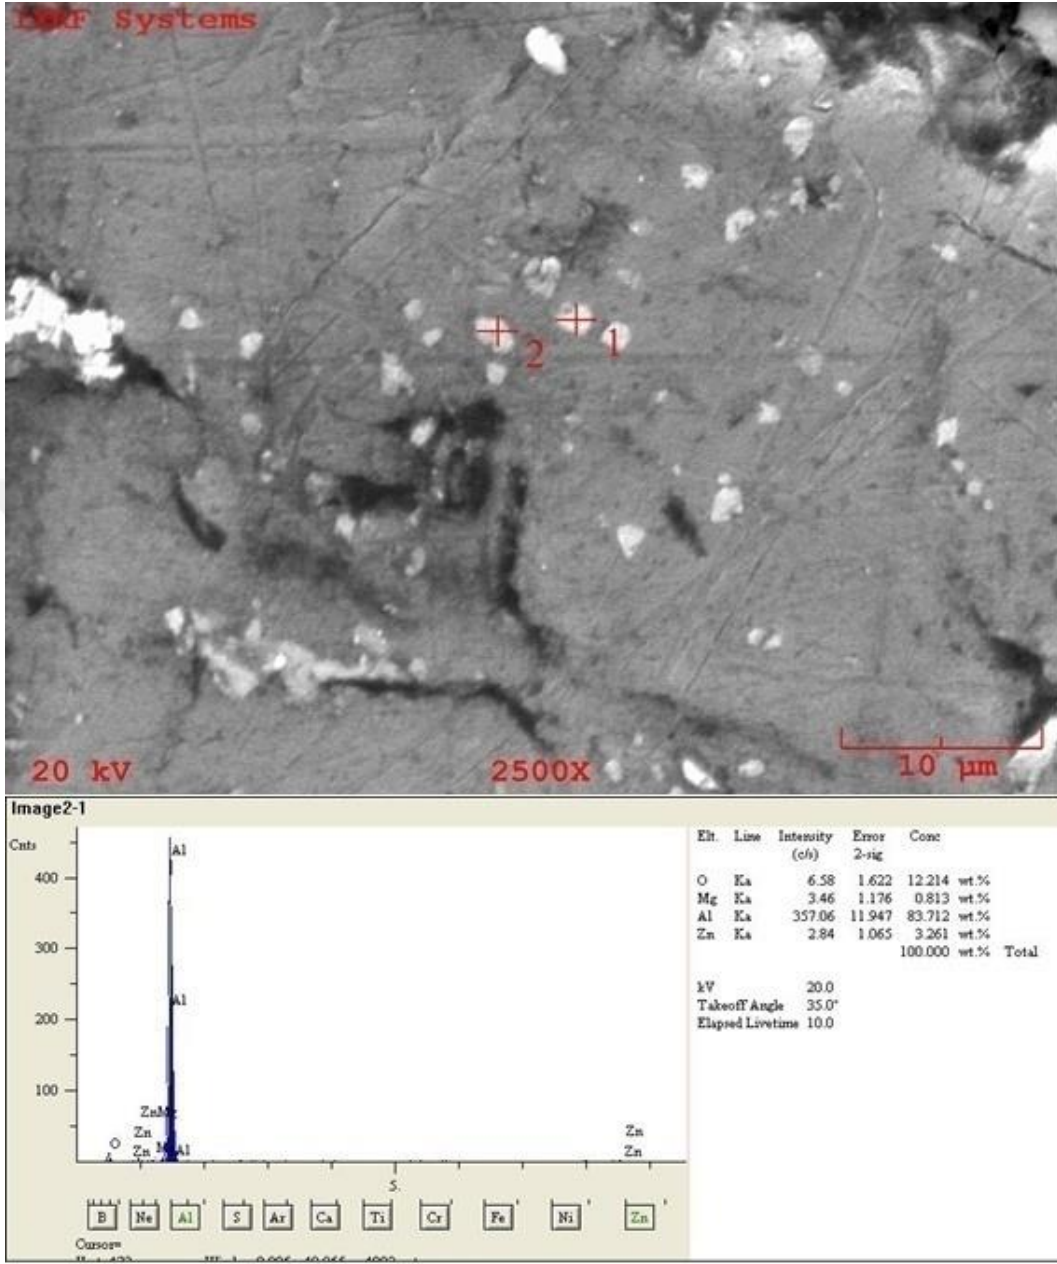 Systems
2
1
20 kV
2500X
10 µm
Image2-1
Cnts
400
300
200
100
Al
Al
ZnMg
Zn
O
Zn
Al
Zn
Zn
5.
B Ne Al S Ar Ca Ti Cr Fe Ni Zn
Cursor=
Elt. Line Intensity Error Conc
(c/s) 2-sig
O Ka 6.58 1.622 12.214 wt.%
Mg Ka 3.46 1.176 0.813 wt.%
Al Ka 357.06 11.947 83.712 wt.%
Zn Ka 2.84 1.065 3.261 wt.%
100.000 wt.% Total
kV 20.0
Takeoff Angle 35.0°
Elapsed Livetime 10.0